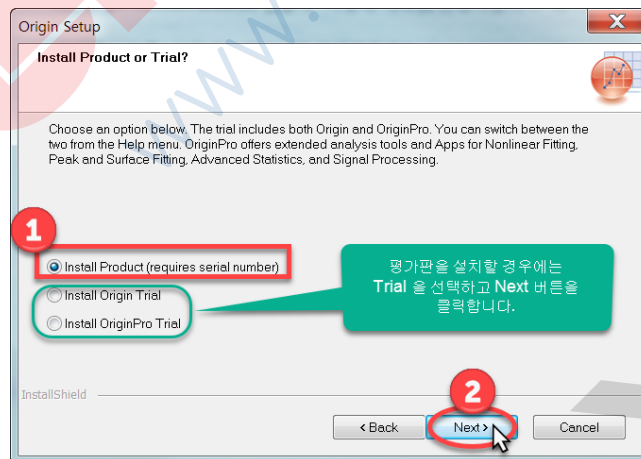 Origin Setup
Install Product or Trial?
Choose an option below. The trial includes both Origin and OriginPro. You can switch between the
two from the Help menu. OriginPro offers extended analysis tools and Apps for Nonlinear Fitting,
Peak and Surface Fitting, Advanced Statistics, and Signal Processing.
1
Install Product (requires serial number)
Install Origin Trial
Install OriginPro Trial
평가판을 설치할 경우에는
Trial 을 선택하고 Next 버튼을
클릭합니다.
InstallShield
2
< Back
Next >
Cancel